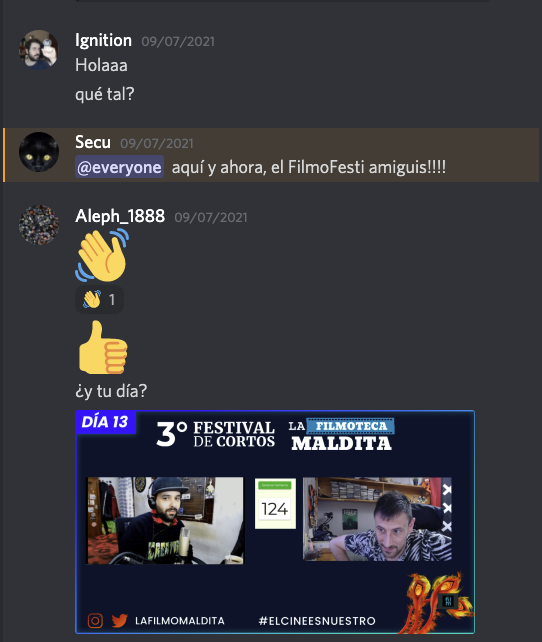 Ignition 09/07/2021
Holaaa
qué tal?
Secu 09/07/2021
@everyone aquí y ahora, el FilmoFesti amiguis!!!!
Aleph_1888 09/07/2021
1
¿y tu día?
DÍA 13
3º FESTIVAL DE CORTOS
LA FILMOTECA MALDITA
124
LAFILMOMALDITA #ELCINEESNUESTRO